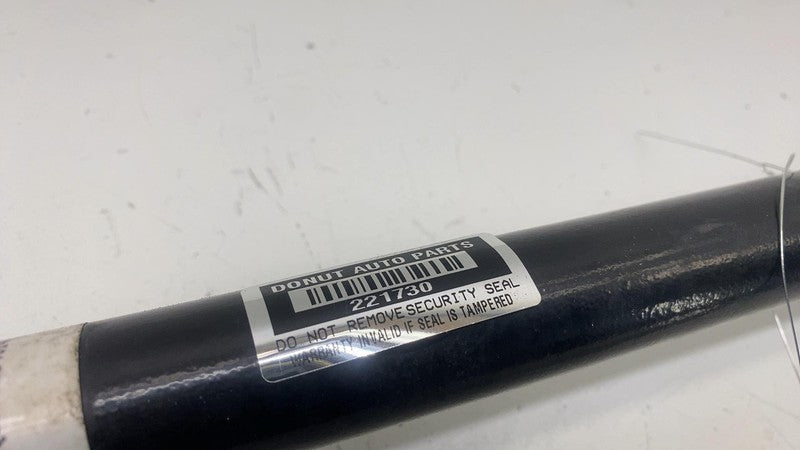 DONUT AUTO PARTS
221730
DO NOT REMOVE SECURITY SEAL
WARRANTY INVALID IF SEAL IS TAMPERED